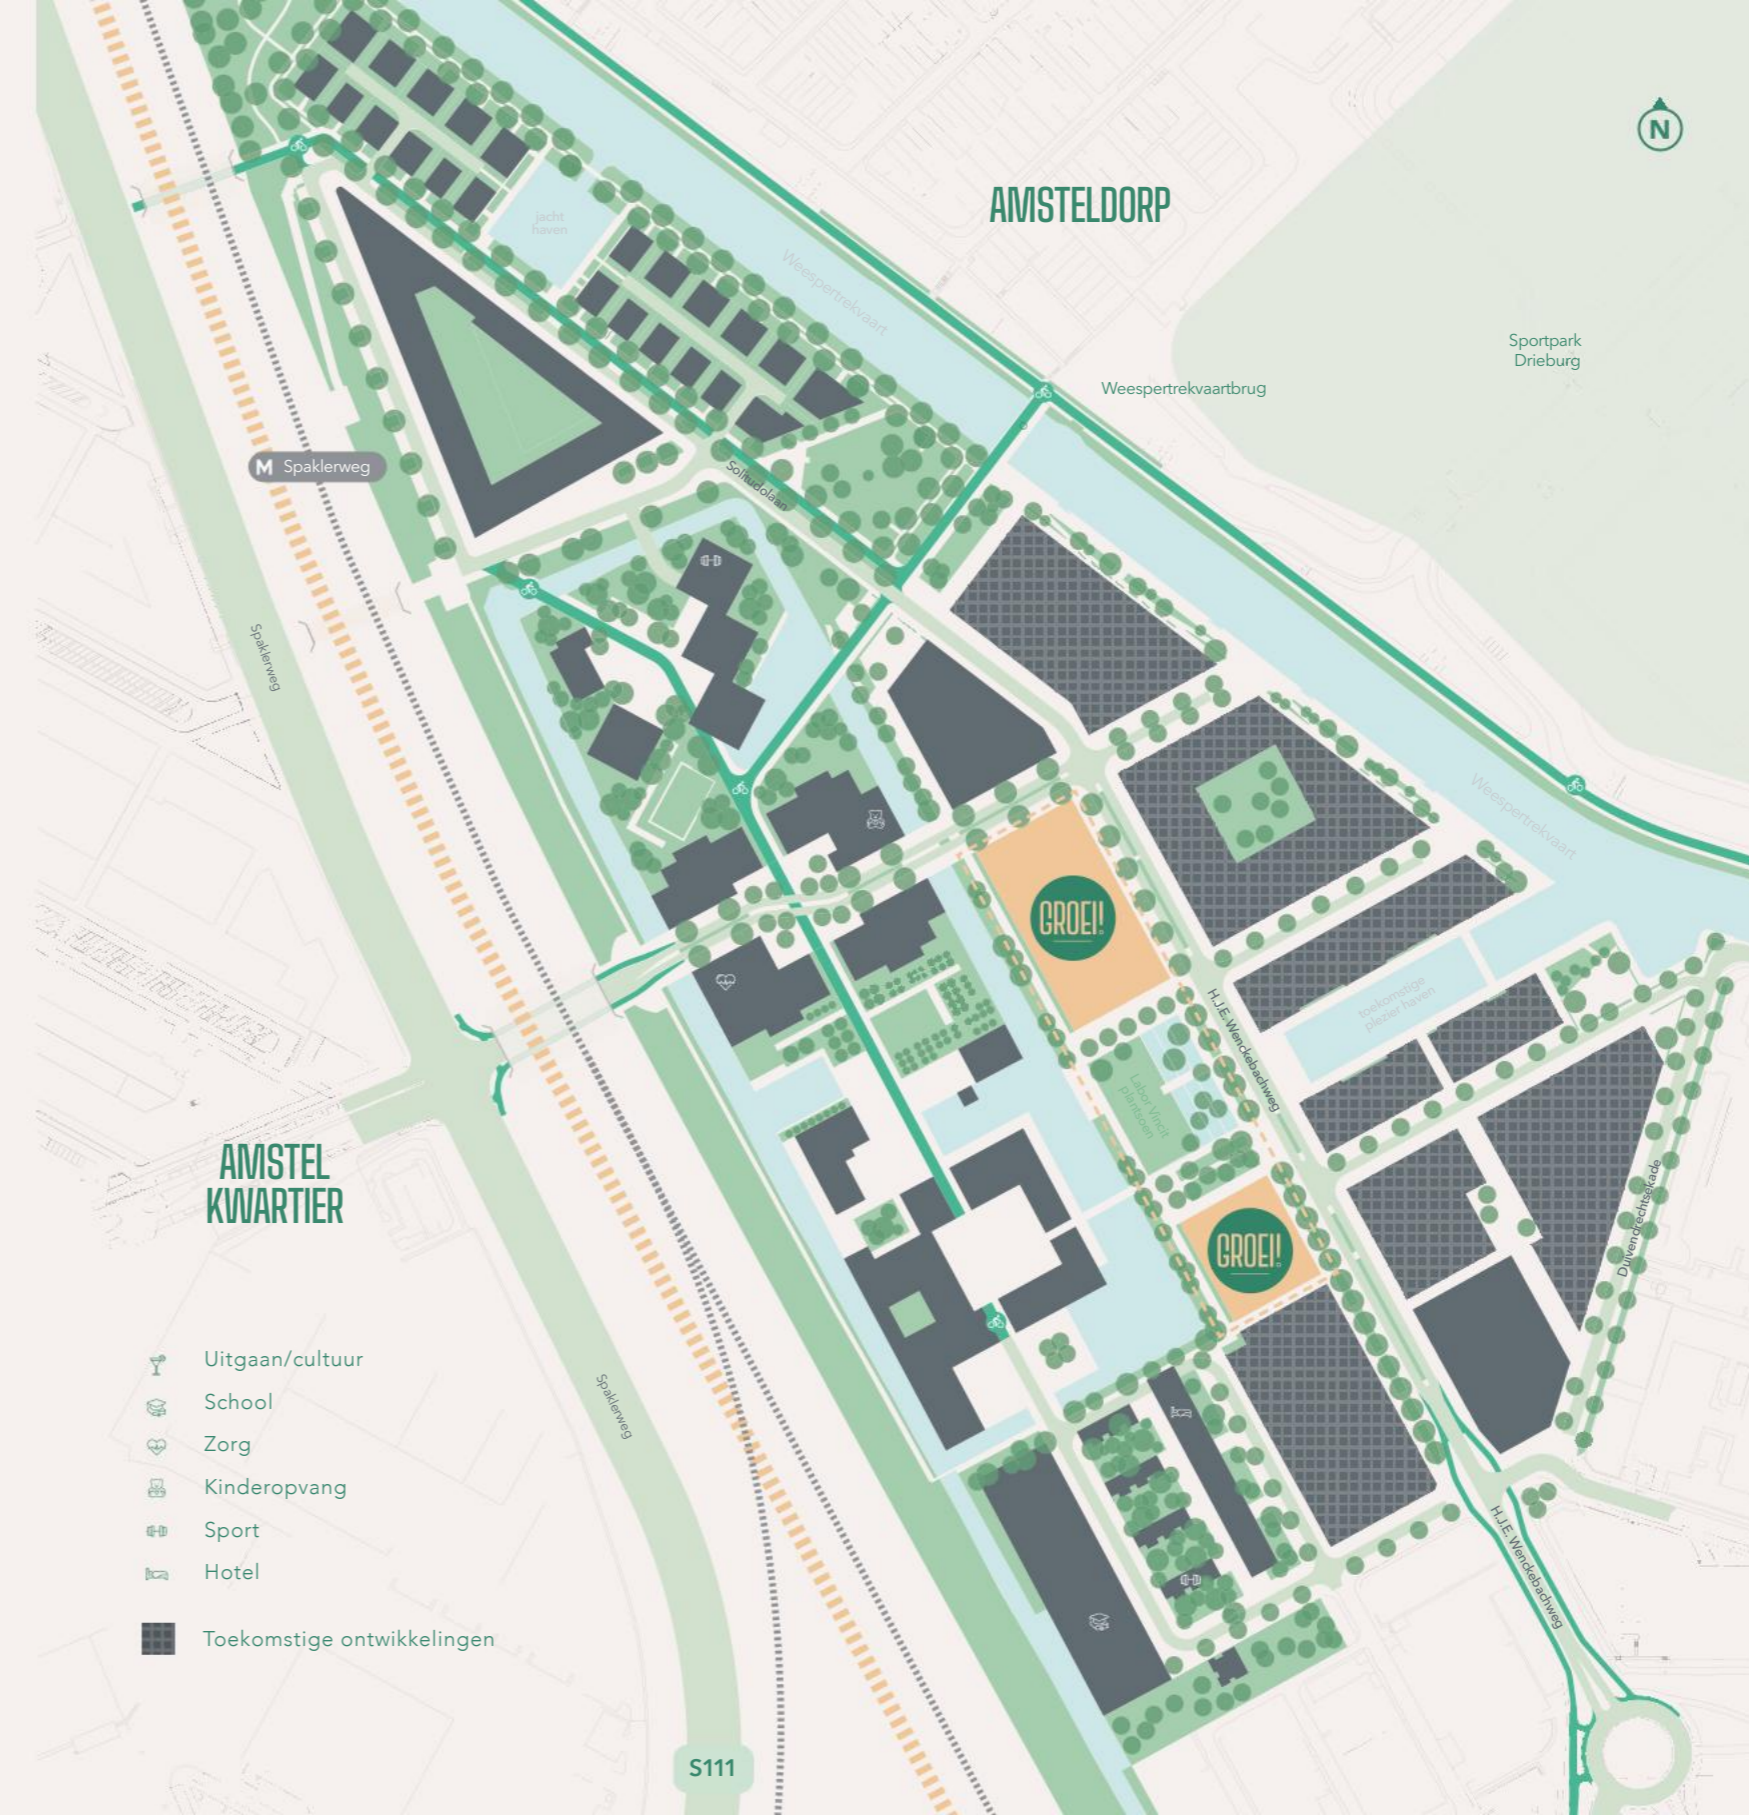 N
AMSTELDORP
jacht
haven
Weespertrekvaart
Sportpark
Drieburg
Weespertrekvaartbrug
M Spaklerweg
Solitudolaan
Spaklerweg
Weespertrekvaart
GROEI!
toekomstige
plezier haven
H.J.E. Wenckebachweg
Labor Vincit
plantsoen
AMSTEL
KWARTIER
Duivendrechtsekade
GROEI!
Uitgaan/cultuur
School
Zorg
Kinderopvang
Sport
Hotel
Toekomstige ontwikkelingen
Spaklerweg
H.J.E. Wenckebachweg
S111